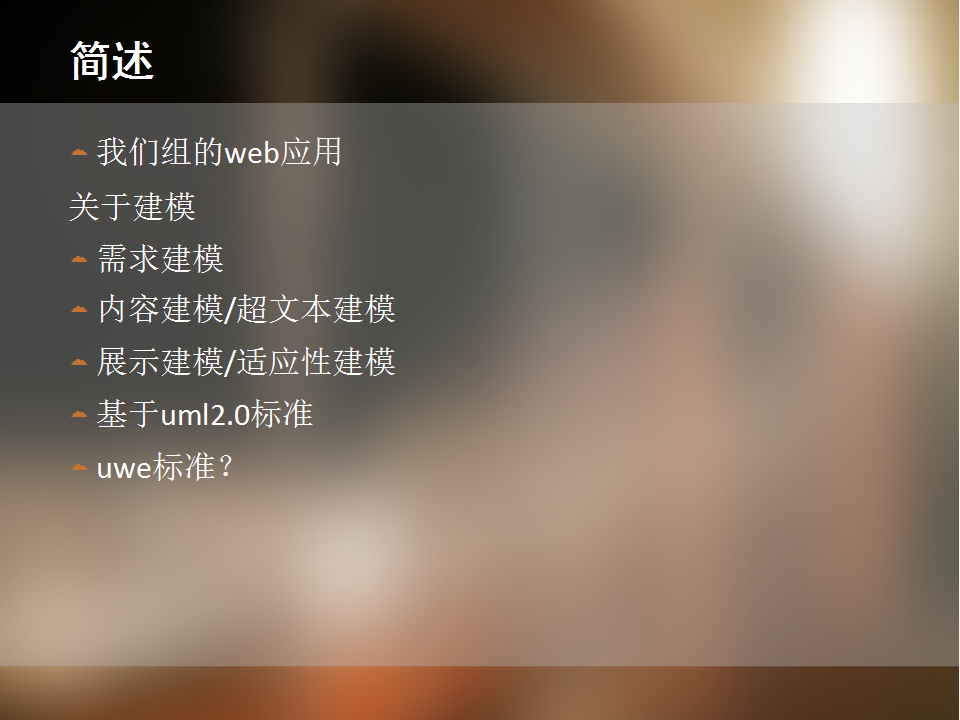 简述
我们组的web应用
关于建模
需求建模
内容建模/超文本建模
展示建模/适应性建模
基于uml2.0标准
uwe标准？